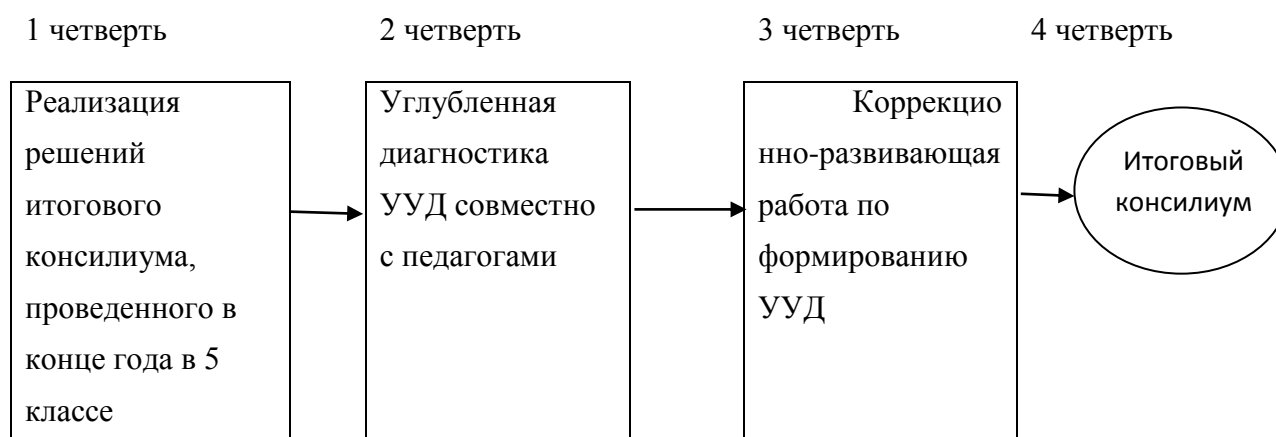 1 четверть
2 четверть
3 четверть
4 четверть
Реализация
решений
итогового
консилиума,
проведенного в
конце года в 5
классе
Углубленная
диагностика
УУД совместно
с педагогами
Коррекцио
нно-развивающая
работа по
формированию
УУД
Итоговый
консилиум